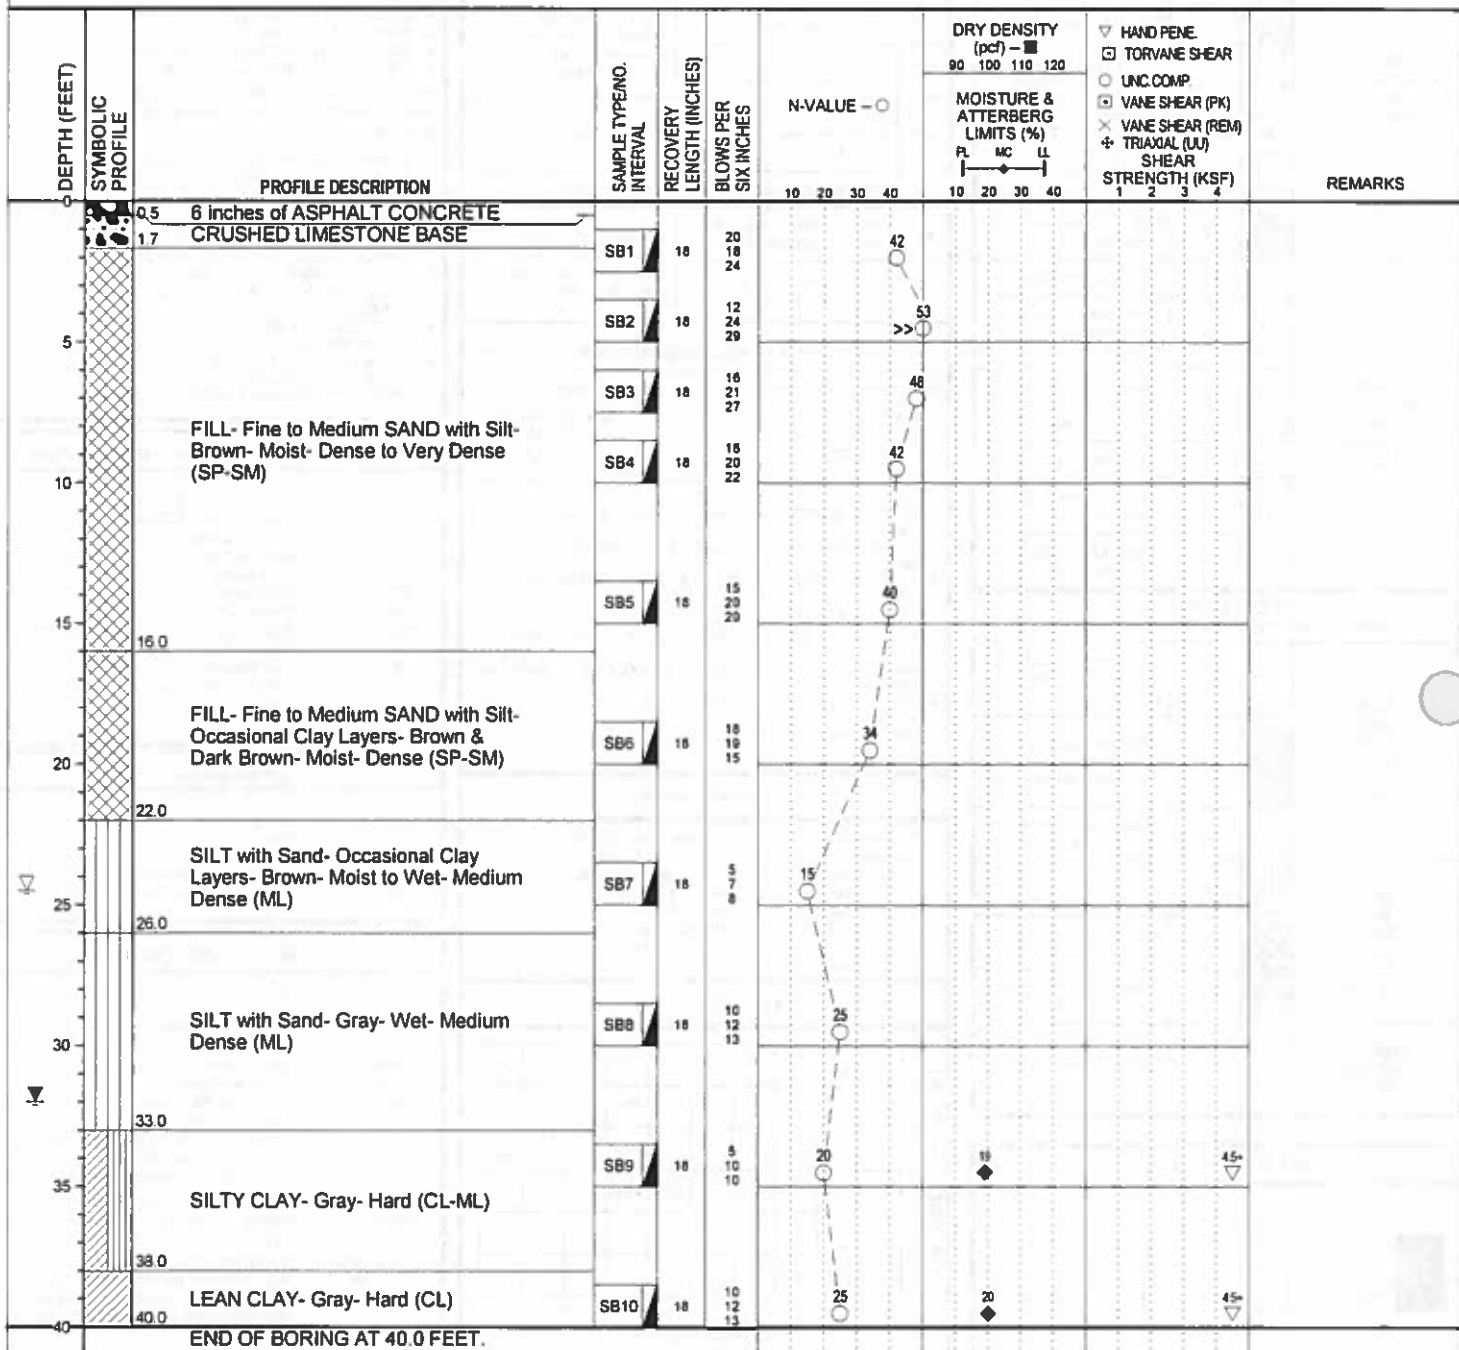 DEPTH (FEET)
SYMBOLIC
PROFILE
PROFILE DESCRIPTION
SAMPLE TYPE/NO.
INTERVAL
RECOVERY
LENGTH (INCHES)
BLOWS PER
SIX INCHES
N-VALUE –
10 20 30 40
DRY DENSITY
(pcf) –
90 100 110 120
MOISTURE &
ATTERBERG
LIMITS (%)
PL MC LL
10 20 30 40
HAND PENE.
TORVANE SHEAR
UNC.COMP.
VANE SHEAR (PK)
VANE SHEAR (REM)
TRIAXIAL (UU)
SHEAR
STRENGTH (KSF)
1 2 3 4
REMARKS
0
0.5 6 inches of ASPHALT CONCRETE
1.7 CRUSHED LIMESTONE BASE
SB1 18
20
18
24
42
SB2 18
12
24
29
53
>>
5
SB3 18
16
21
27
48
FILL- Fine to Medium SAND with Silt-
Brown- Moist- Dense to Very Dense
(SP-SM)
SB4 18
20
22
42
10
SB5 18
15
20
20
40
15
16.0
FILL- Fine to Medium SAND with Silt-
Occasional Clay Layers- Brown &
Dark Brown- Moist- Dense (SP-SM)
SB6 18
18
19
15
34
20
22.0
SILT with Sand- Occasional Clay
Layers- Brown- Moist to Wet- Medium
Dense (ML)
SB7 18
5
7
8
15
25
26.0
SILT with Sand- Gray- Wet- Medium
Dense (ML)
SB8 18
10
12
13
25
30
33.0
SB9 18
10
10
20
19
4.5+
35
SILTY CLAY- Gray- Hard (CL-ML)
38.0
LEAN CLAY- Gray- Hard (CL)
SB10 18
10
12
13
25
20
4.5+
40.0
40
END OF BORING AT 40.0 FEET.